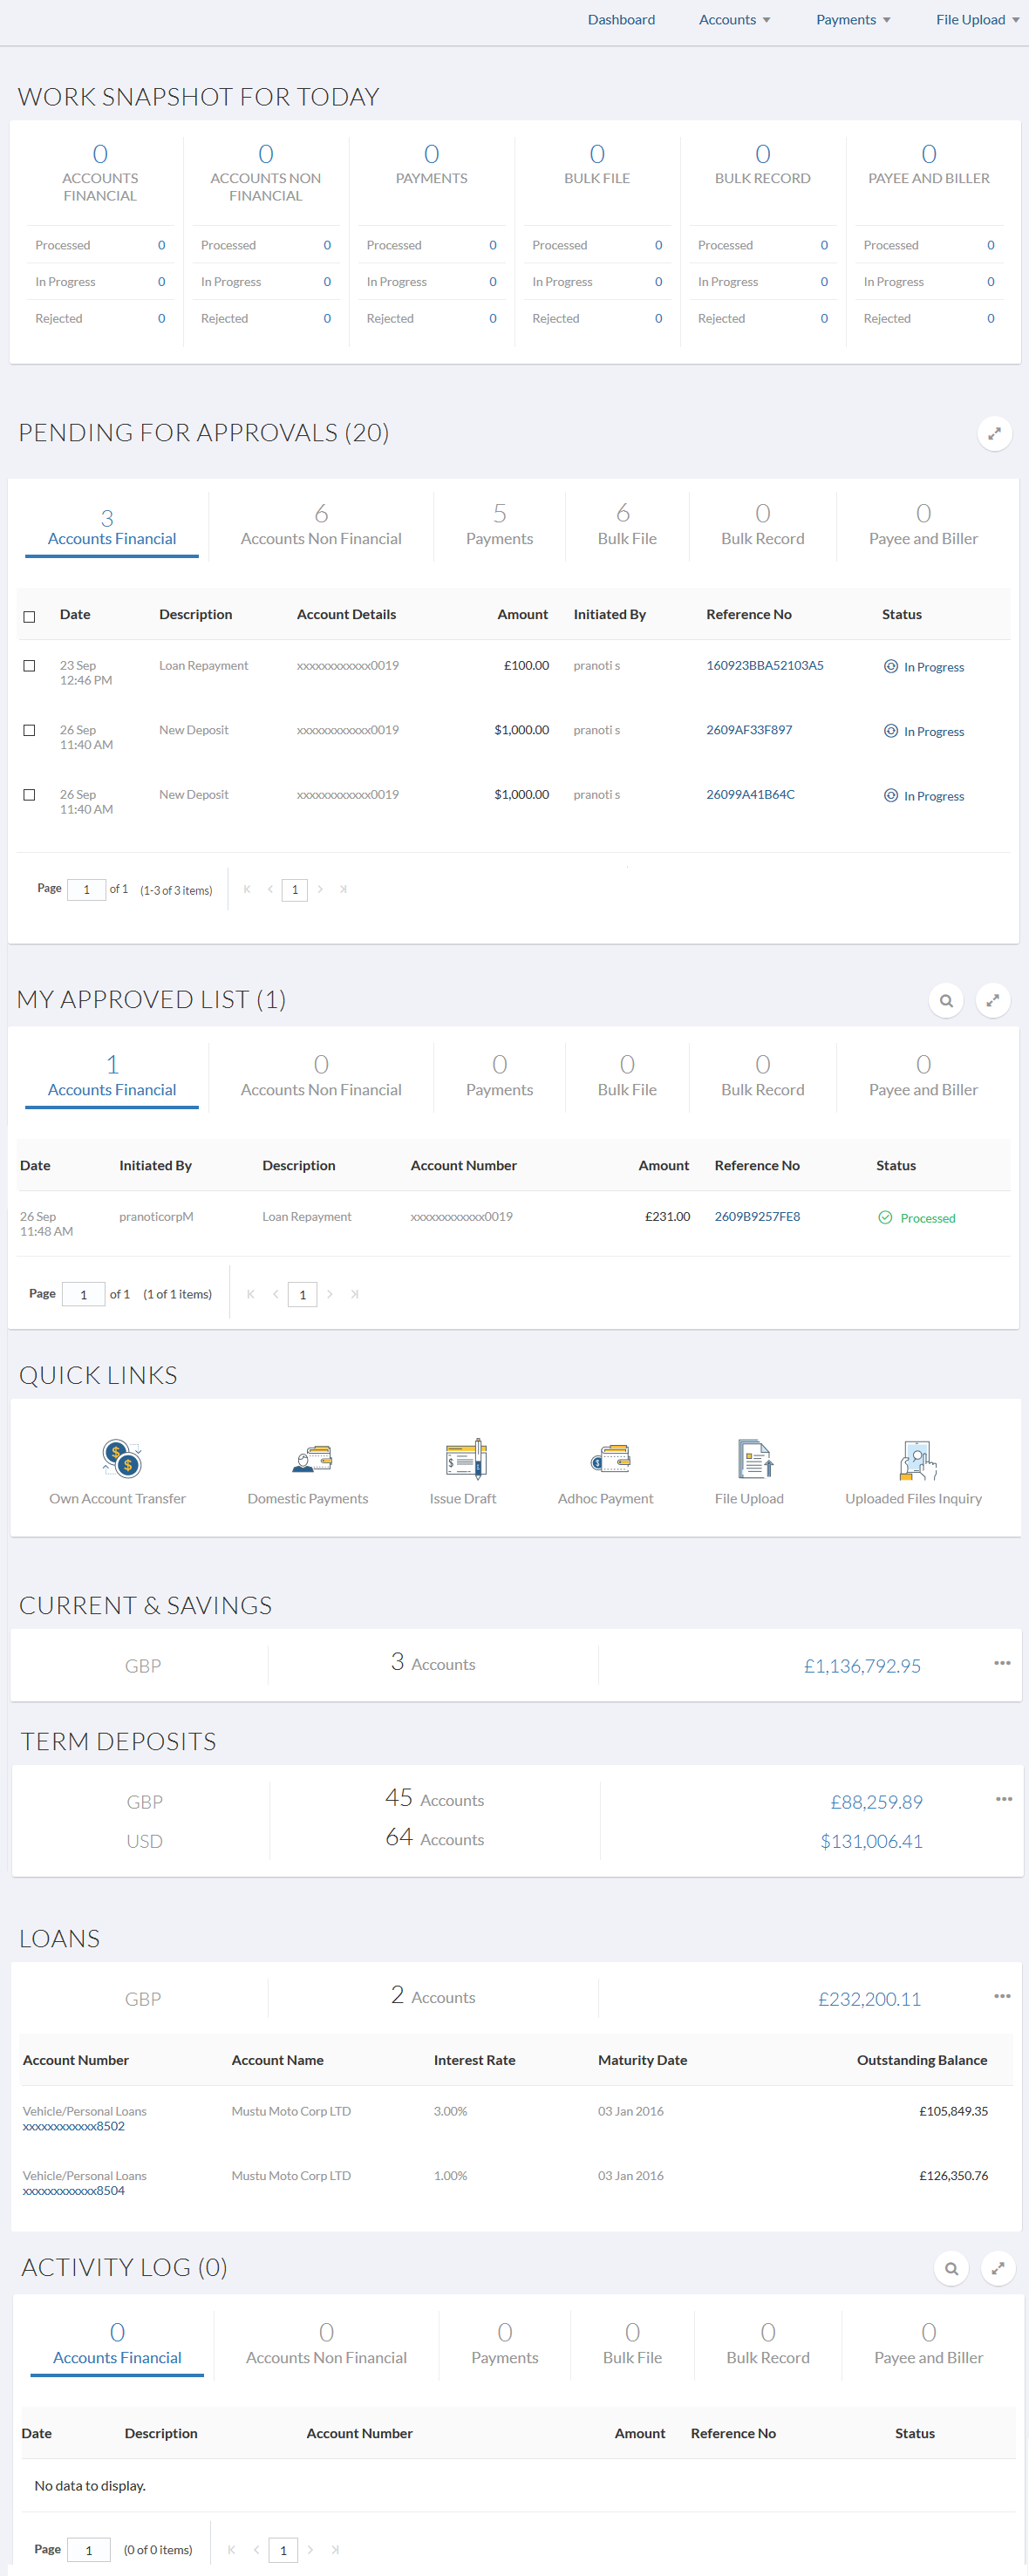 Dashboard Accounts Payments File Upload
WORK SNAPSHOT FOR TODAY
0 0 0 0 0 0
ACCOUNTS FINANCIAL ACCOUNTS NON FINANCIAL PAYMENTS BULK FILE BULK RECORD PAYEE AND BILLER
Processed 0 Processed 0 Processed 0 Processed 0 Processed 0 Processed 0
In Progress 0 In Progress 0 In Progress 0 In Progress 0 In Progress 0 In Progress 0
Rejected 0 Rejected 0 Rejected 0 Rejected 0 Rejected 0 Rejected 0
PENDING FOR APPROVALS (20)
3 6 5 6 0 0
Accounts Financial Accounts Non Financial Payments Bulk File Bulk Record Payee and Biller
Date Description Account Details Amount Initiated By Reference No Status
23 Sep Loan Repayment xxxxxxxxxxxx0019 £100.00 pranoti s 160923BBA52103A5 In Progress
12:46 PM
26 Sep New Deposit xxxxxxxxxxxx0019 $1,000.00 pranoti s 2609AF33F897 In Progress
11:40 AM
26 Sep New Deposit xxxxxxxxxxxx0019 $1,000.00 pranoti s 26099A41B64C In Progress
11:40 AM
Page 1 of 1 (1-3 of 3 items) 1
MY APPROVED LIST (1)
1 0 0 0 0 0
Accounts Financial Accounts Non Financial Payments Bulk File Bulk Record Payee and Biller
Date Initiated By Description Account Number Amount Reference No Status
26 Sep pranoticorpM Loan Repayment xxxxxxxxxxxx0019 £231.00 2609B9257FE8 Processed
11:48 AM
Page 1 of 1 (1 of 1 items) 1
QUICK LINKS
Own Account Transfer Domestic Payments Issue Draft Adhoc Payment File Upload Uploaded Files Inquiry
CURRENT & SAVINGS
GBP 3 Accounts £1,136,792.95
TERM DEPOSITS
GBP 45 Accounts £88,259.89
USD 64 Accounts $131,006.41
LOANS
GBP 2 Accounts £232,200.11
Account Number Account Name Interest Rate Maturity Date Outstanding Balance
Vehicle/Personal Loans Mustu Moto Corp LTD 3.00% 03 Jan 2016 £105,849.35
xxxxxxxxxxxx8502
Vehicle/Personal Loans Mustu Moto Corp LTD 1.00% 03 Jan 2016 £126,350.76
xxxxxxxxxxxx8504
ACTIVITY LOG (0)
0 0 0 0 0 0
Accounts Financial Accounts Non Financial Payments Bulk File Bulk Record Payee and Biller
Date Description Account Number Amount Reference No Status
No data to display.
Page 1 (0 of 0 items) 1